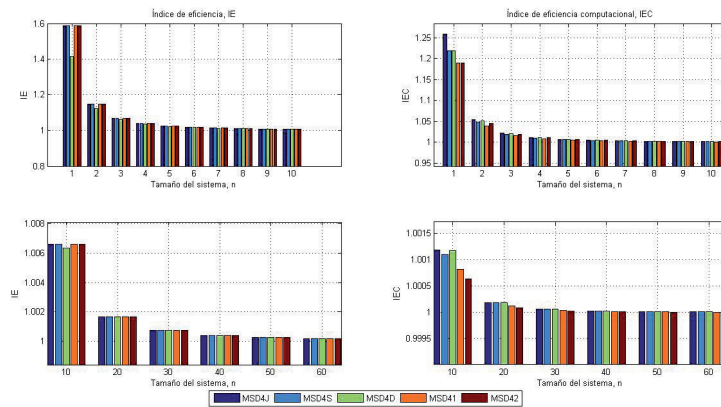 Índice de eficiencia, IE
1.6
1.4
1.2
1
0.8
IE
1 2 3 4 5 6 7 8 9 10
Tamaño del sistema, n
Índice de eficiencia computacional, IEC
1.25
1.2
1.15
1.1
1.05
1
0.95
IEC
1 2 3 4 5 6 7 8 9 10
Tamaño del sistema, n
1.008
1.006
1.004
1.002
1
IE
10 20 30 40 50 60
Tamaño del sistema, n
1.0015
1.001
1.0005
1
0.9995
IEC
10 20 30 40 50 60
Tamaño del sistema, n
MSD4J MSD4S MSD4D MSD41 MSD42